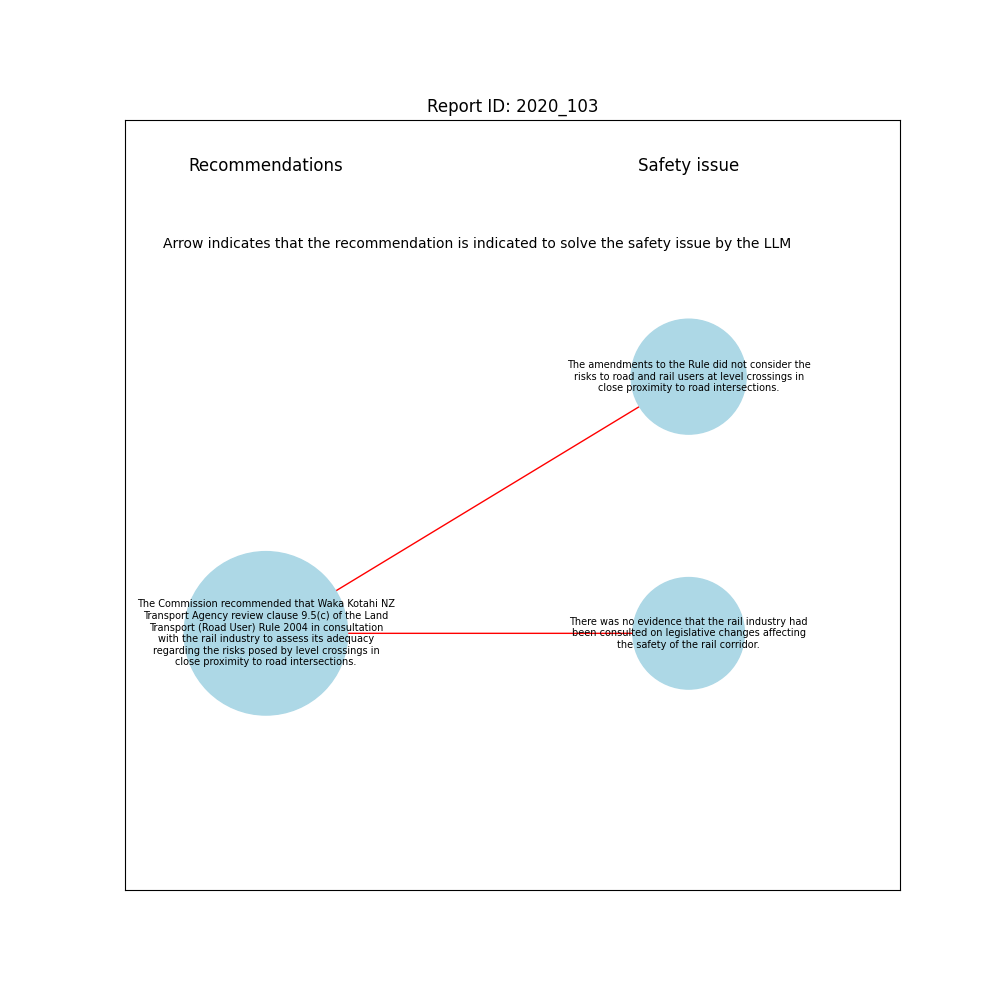 Report ID: 2020_103
Recommendations
Safety issue
Arrow indicates that the recommendation is indicated to solve the safety issue by the LLM
The amendments to the Rule did not consider the
risks to road and rail users at level crossings in
close proximity to road intersections.
The Commission recommended that Waka Kotahi NZ
Transport Agency review clause 9.5(c) of the Land
Transport (Road User) Rule 2004 in consultation
with the rail industry to assess its adequacy
regarding the risks posed by level crossings in
close proximity to road intersections.
There was no evidence that the rail industry had
been consulted on legislative changes affecting
the safety of the rail corridor.